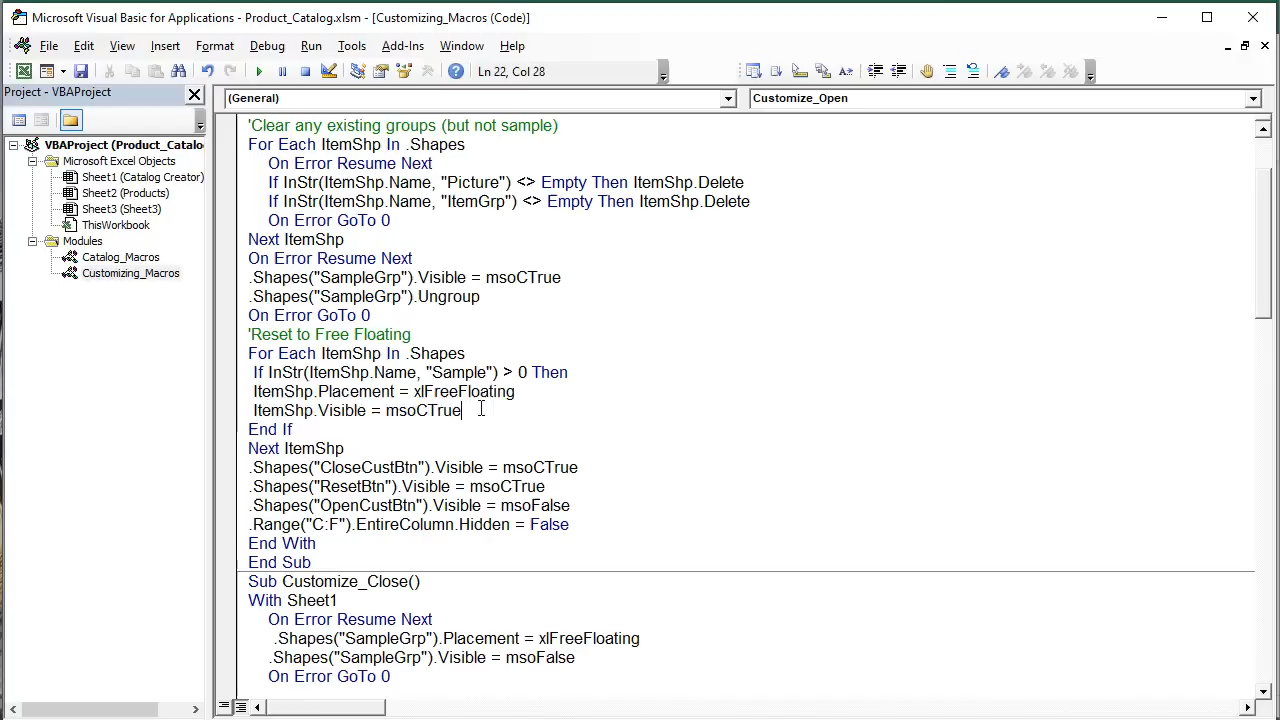 Microsoft Visual Basic for Applications - Product_Catalog.xlsm - [Customizing_Macros (Code)]
File Edit View Insert Format Debug Run Tools Add-Ins Window Help
Ln 22, Col 28
Project - VBAProject
(General) Customize_Open
VBAProject (Product_Catalo
Microsoft Excel Objects
Sheet1 (Catalog Creator)
Sheet2 (Products)
Sheet3 (Sheet3)
ThisWorkbook
Modules
Catalog_Macros
Customizing_Macros
'Clear any existing groups (but not sample)
For Each ItemShp In .Shapes
On Error Resume Next
If InStr(ItemShp.Name, "Picture") <> Empty Then ItemShp.Delete
If InStr(ItemShp.Name, "ItemGrp") <> Empty Then ItemShp.Delete
On Error GoTo 0
Next ItemShp
On Error Resume Next
.Shapes("SampleGrp").Visible = msoCTrue
.Shapes("SampleGrp").Ungroup
On Error GoTo 0
'Reset to Free Floating
For Each ItemShp In .Shapes
If InStr(ItemShp.Name, "Sample") > 0 Then
ItemShp.Placement = xlFreeFloating
ItemShp.Visible = msoCTrue
End If
Next ItemShp
.Shapes("CloseCustBtn").Visible = msoCTrue
.Shapes("ResetBtn").Visible = msoCTrue
.Shapes("OpenCustBtn").Visible = msoFalse
.Range("C:F").EntireColumn.Hidden = False
End With
End Sub
Sub Customize_Close()
With Sheet1
On Error Resume Next
.Shapes("SampleGrp").Placement = xlFreeFloating
.Shapes("SampleGrp").Visible = msoFalse
On Error GoTo 0